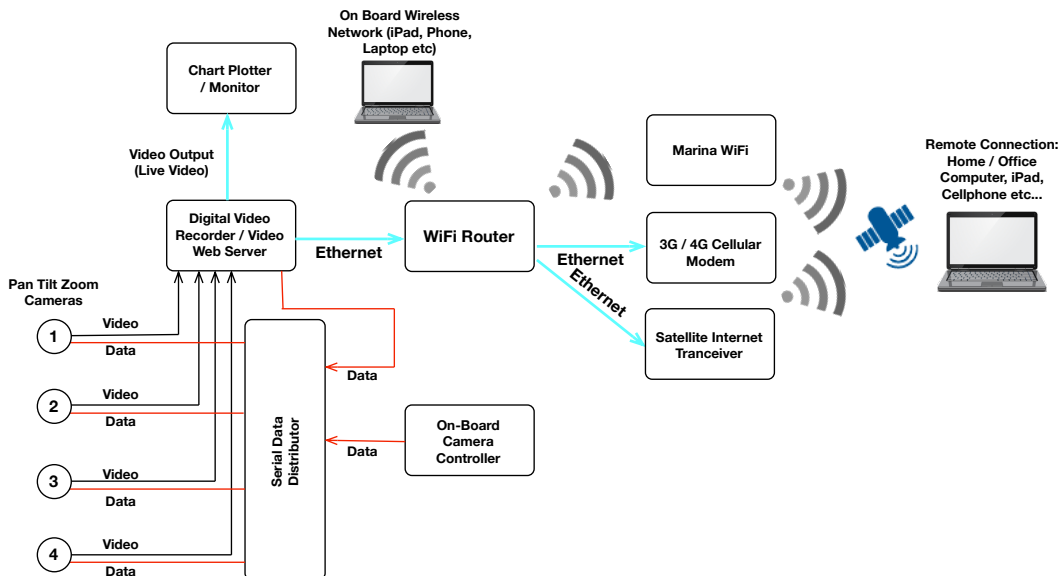 On Board Wireless
Network (iPad, Phone,
Laptop etc)
Chart Plotter
/ Monitor
Marina WiFi
Remote Connection:
Home / Office
Computer, iPad,
Cellphone etc...
Video Output
(Live Video)
Digital Video
Recorder / Video
Web Server
Ethernet
WiFi Router
Ethernet
3G / 4G Cellular
Modem
Ethernet
Satellite Internet
Tranceiver
Pan Tilt Zoom
Cameras
1
Video
Data
2
Video
Data
3
Video
Data
4
Video
Data
Serial Data
Distributor
Data
Data
On-Board
Camera
Controller